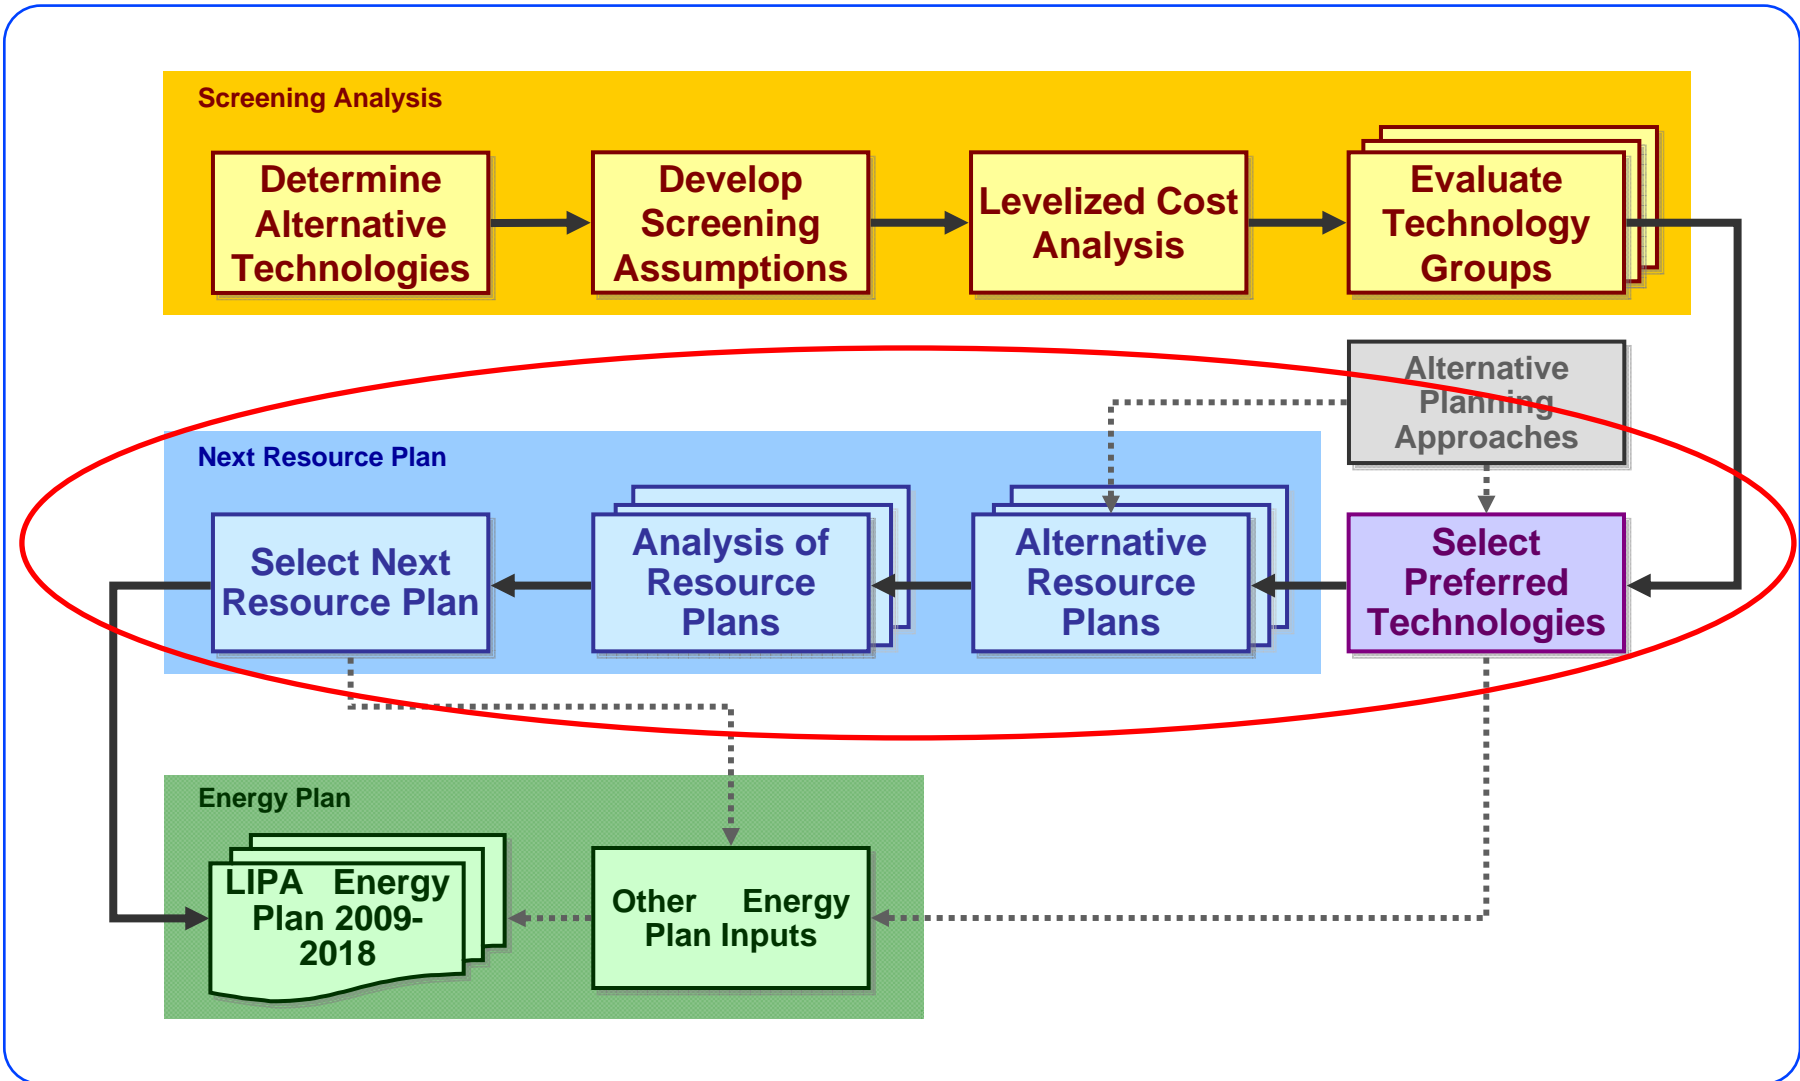 Screening Analysis
Determine
Alternative
Technologies
Develop
Screening
Assumptions
Levelized Cost
Analysis
Evaluate
Technology
Groups
Alternative
Planning
Approaches
Next Resource Plan
Select Next
Resource Plan
Analysis of
Resource
Plans
Alternative
Resource
Plans
Select
Preferred
Technologies
Energy Plan
LIPA Energy
Plan 2009-
2018
Other Energy
Plan Inputs